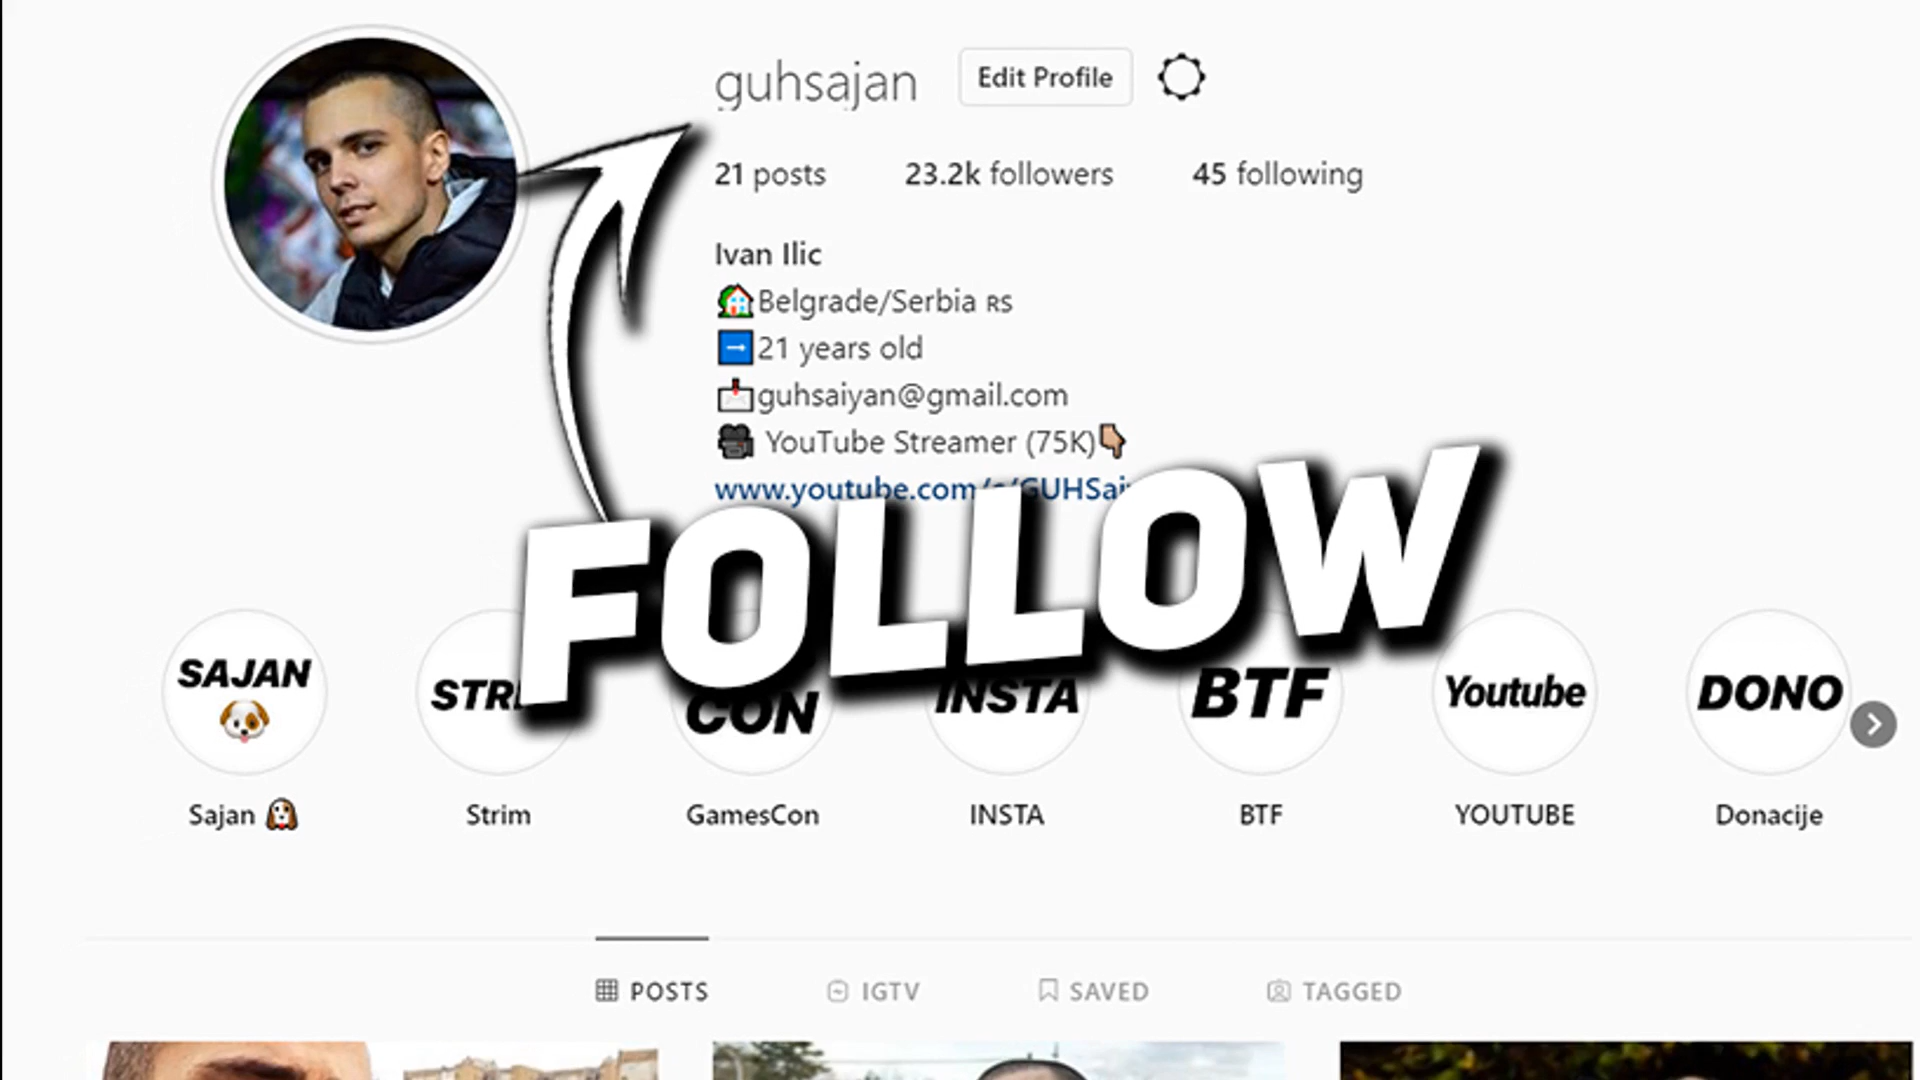 guhsajan Edit Profile
21 posts 23.2k followers 45 following
Ivan Ilic
Belgrade/Serbia RS
21 years old
guhsaiyan@gmail.com
YouTube Streamer (75K)
www.youtube.com/c/GUHSaj
FOLLOW
SAJAN
CON INSTA BTF Youtube DONO
Sajan Strim GamesCon INSTA BTF YOUTUBE Donacije
POSTS IGTV SAVED TAGGED